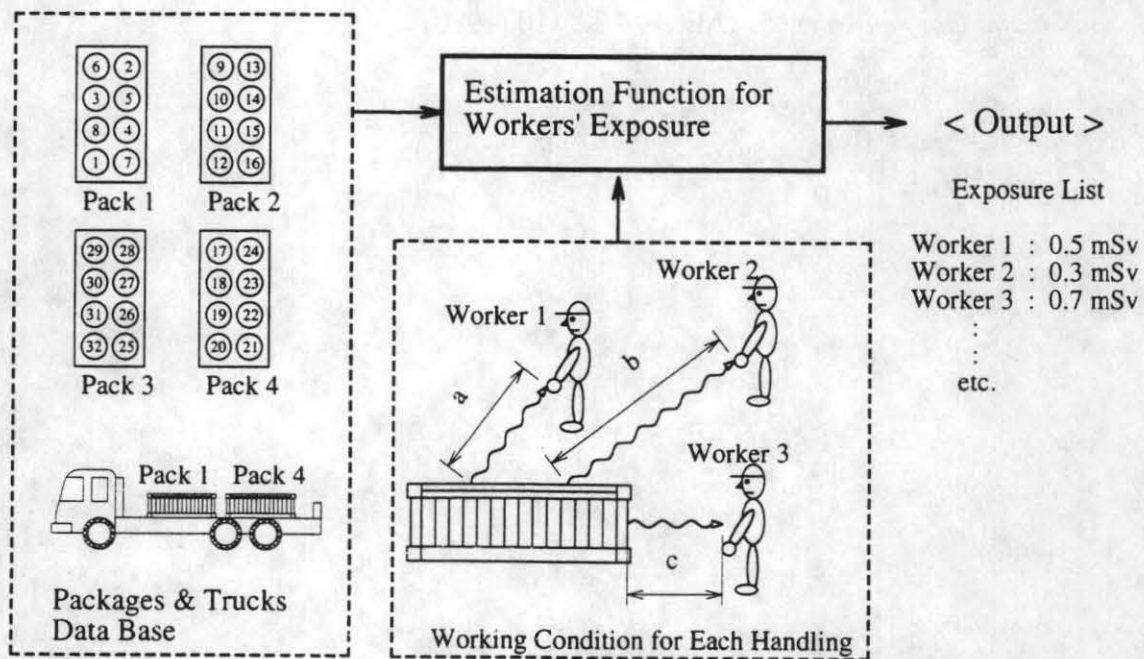 6 2
3 5
8 4
1 7
Pack 1
9 13
10 14
11 15
12 16
Pack 2
29 28
30 27
31 26
32 25
Pack 3
17 24
18 23
19 22
20 21
Pack 4
Pack 1 Pack 4
Packages & Trucks
Data Base
Estimation Function for
Workers' Exposure
Worker 1
Worker 2
Worker 3
a
b
c
Working Condition for Each Handling
< Output >
Exposure List
Worker 1 : 0.5 mSv
Worker 2 : 0.3 mSv
Worker 3 : 0.7 mSv
etc.